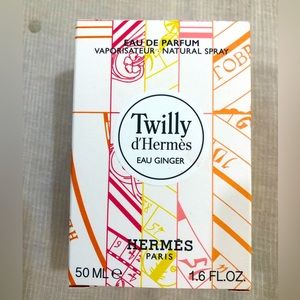 EAU DE PARFUM
VAPORISATEUR · NATURAL SPRAY
Twilly
d'Hermès
EAU GINGER
HERMÈS
PARIS
50 ML ℮ 1.6 FL.OZ